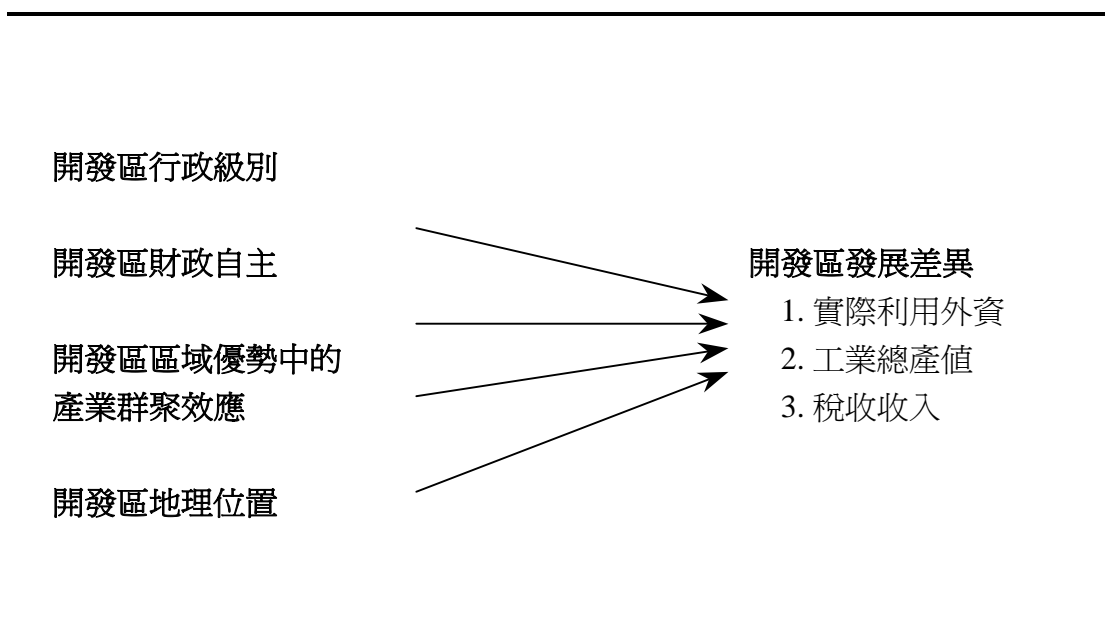 開發區行政級別
開發區財政自主
開發區區域優勢中的
產業群聚效應
開發區地理位置
開發區發展差異
1. 實際利用外資
2. 工業總產值
3. 稅收收入